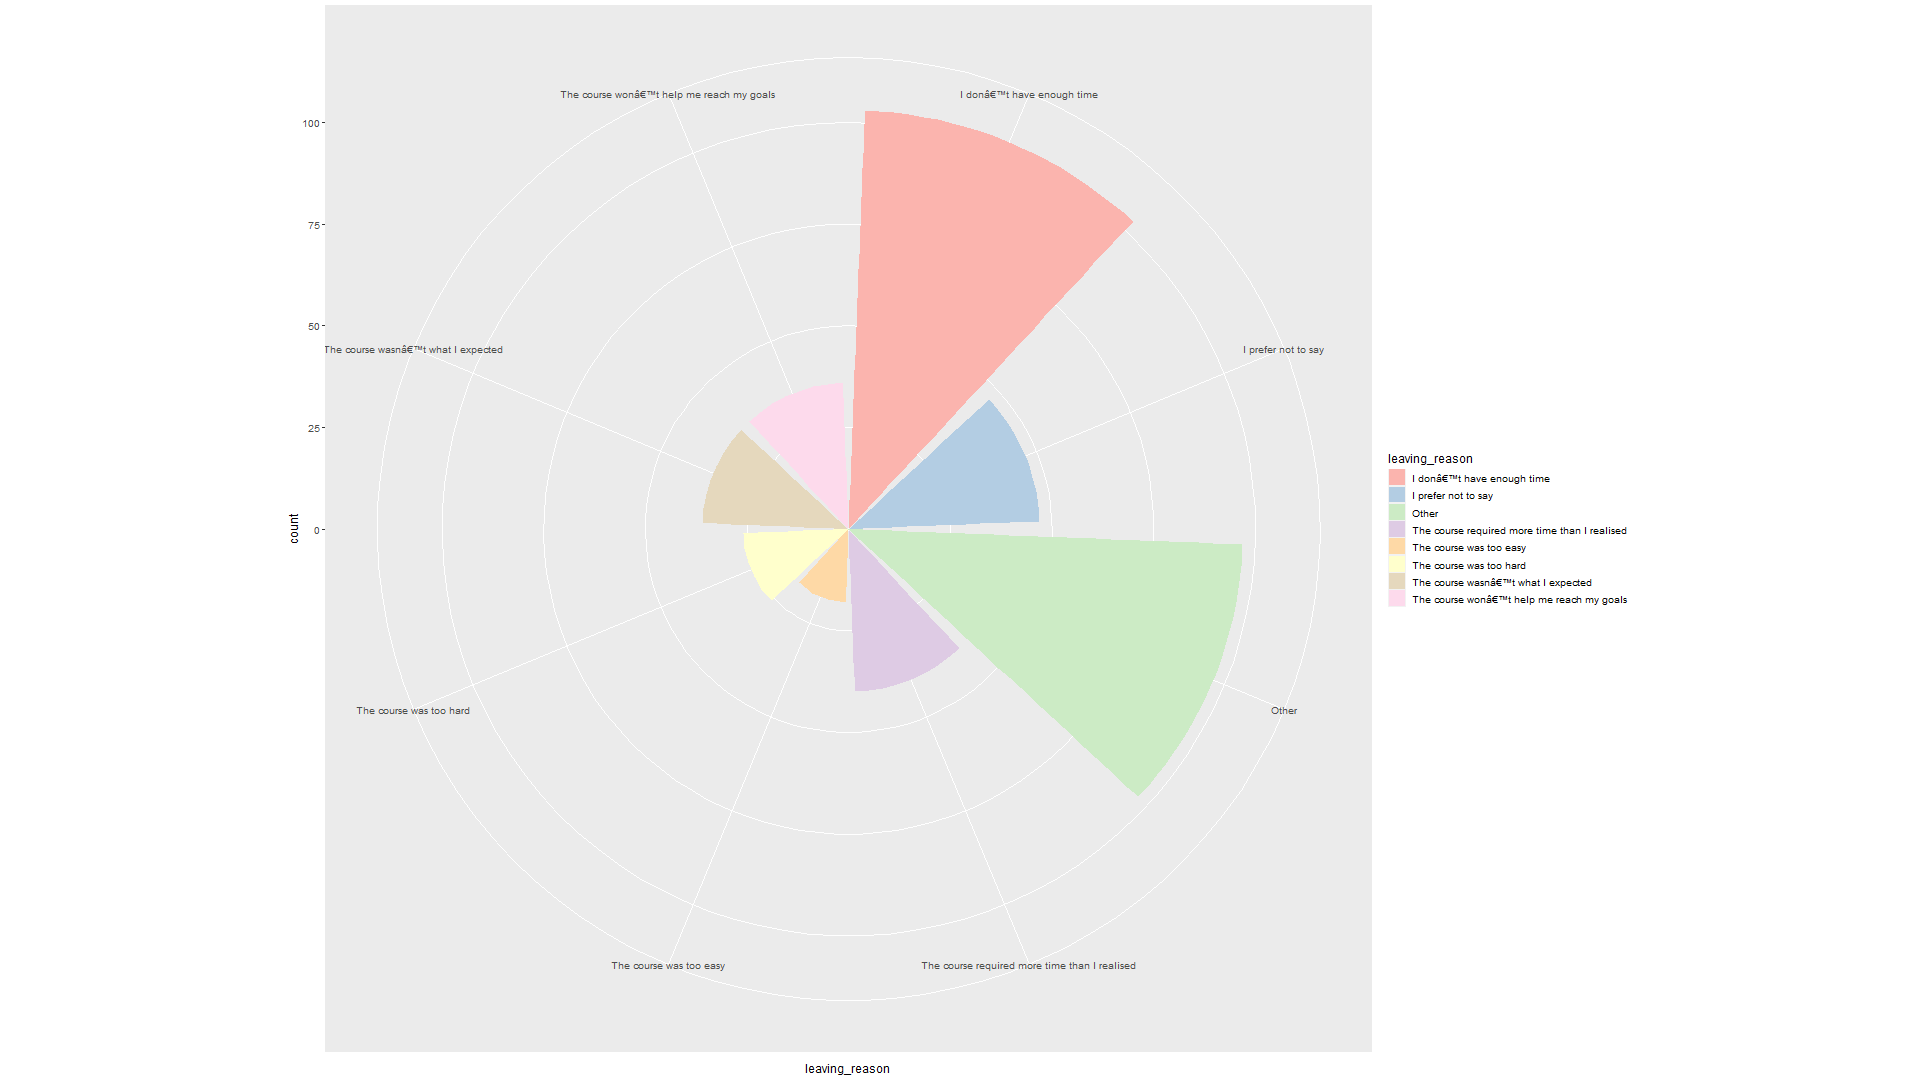 The course wonâ€™t help me reach my goals
I donâ€™t have enough time
100
75
50
The course wasnâ€™t what I expected
I prefer not to say
25
count
0
The course was too hard
Other
The course was too easy
The course required more time than I realised
leaving_reason
leaving_reason
I donâ€™t have enough time
I prefer not to say
Other
The course required more time than I realised
The course was too easy
The course was too hard
The course wasnâ€™t what I expected
The course wonâ€™t help me reach my goals